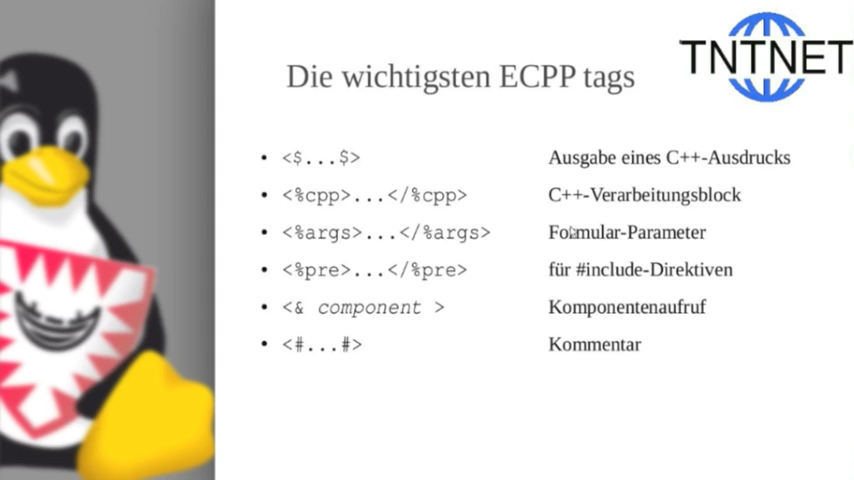 TNTNET
Die wichtigsten ECPP tags
• <$...$> Ausgabe eines C++-Ausdrucks
• <%cpp>...</%cpp> C++-Verarbeitungsblock
• <%args>...</%args> Formular-Parameter
• <%pre>...</%pre> für #include-Direktiven
• <& component > Komponentenaufruf
• <#...#> Kommentar